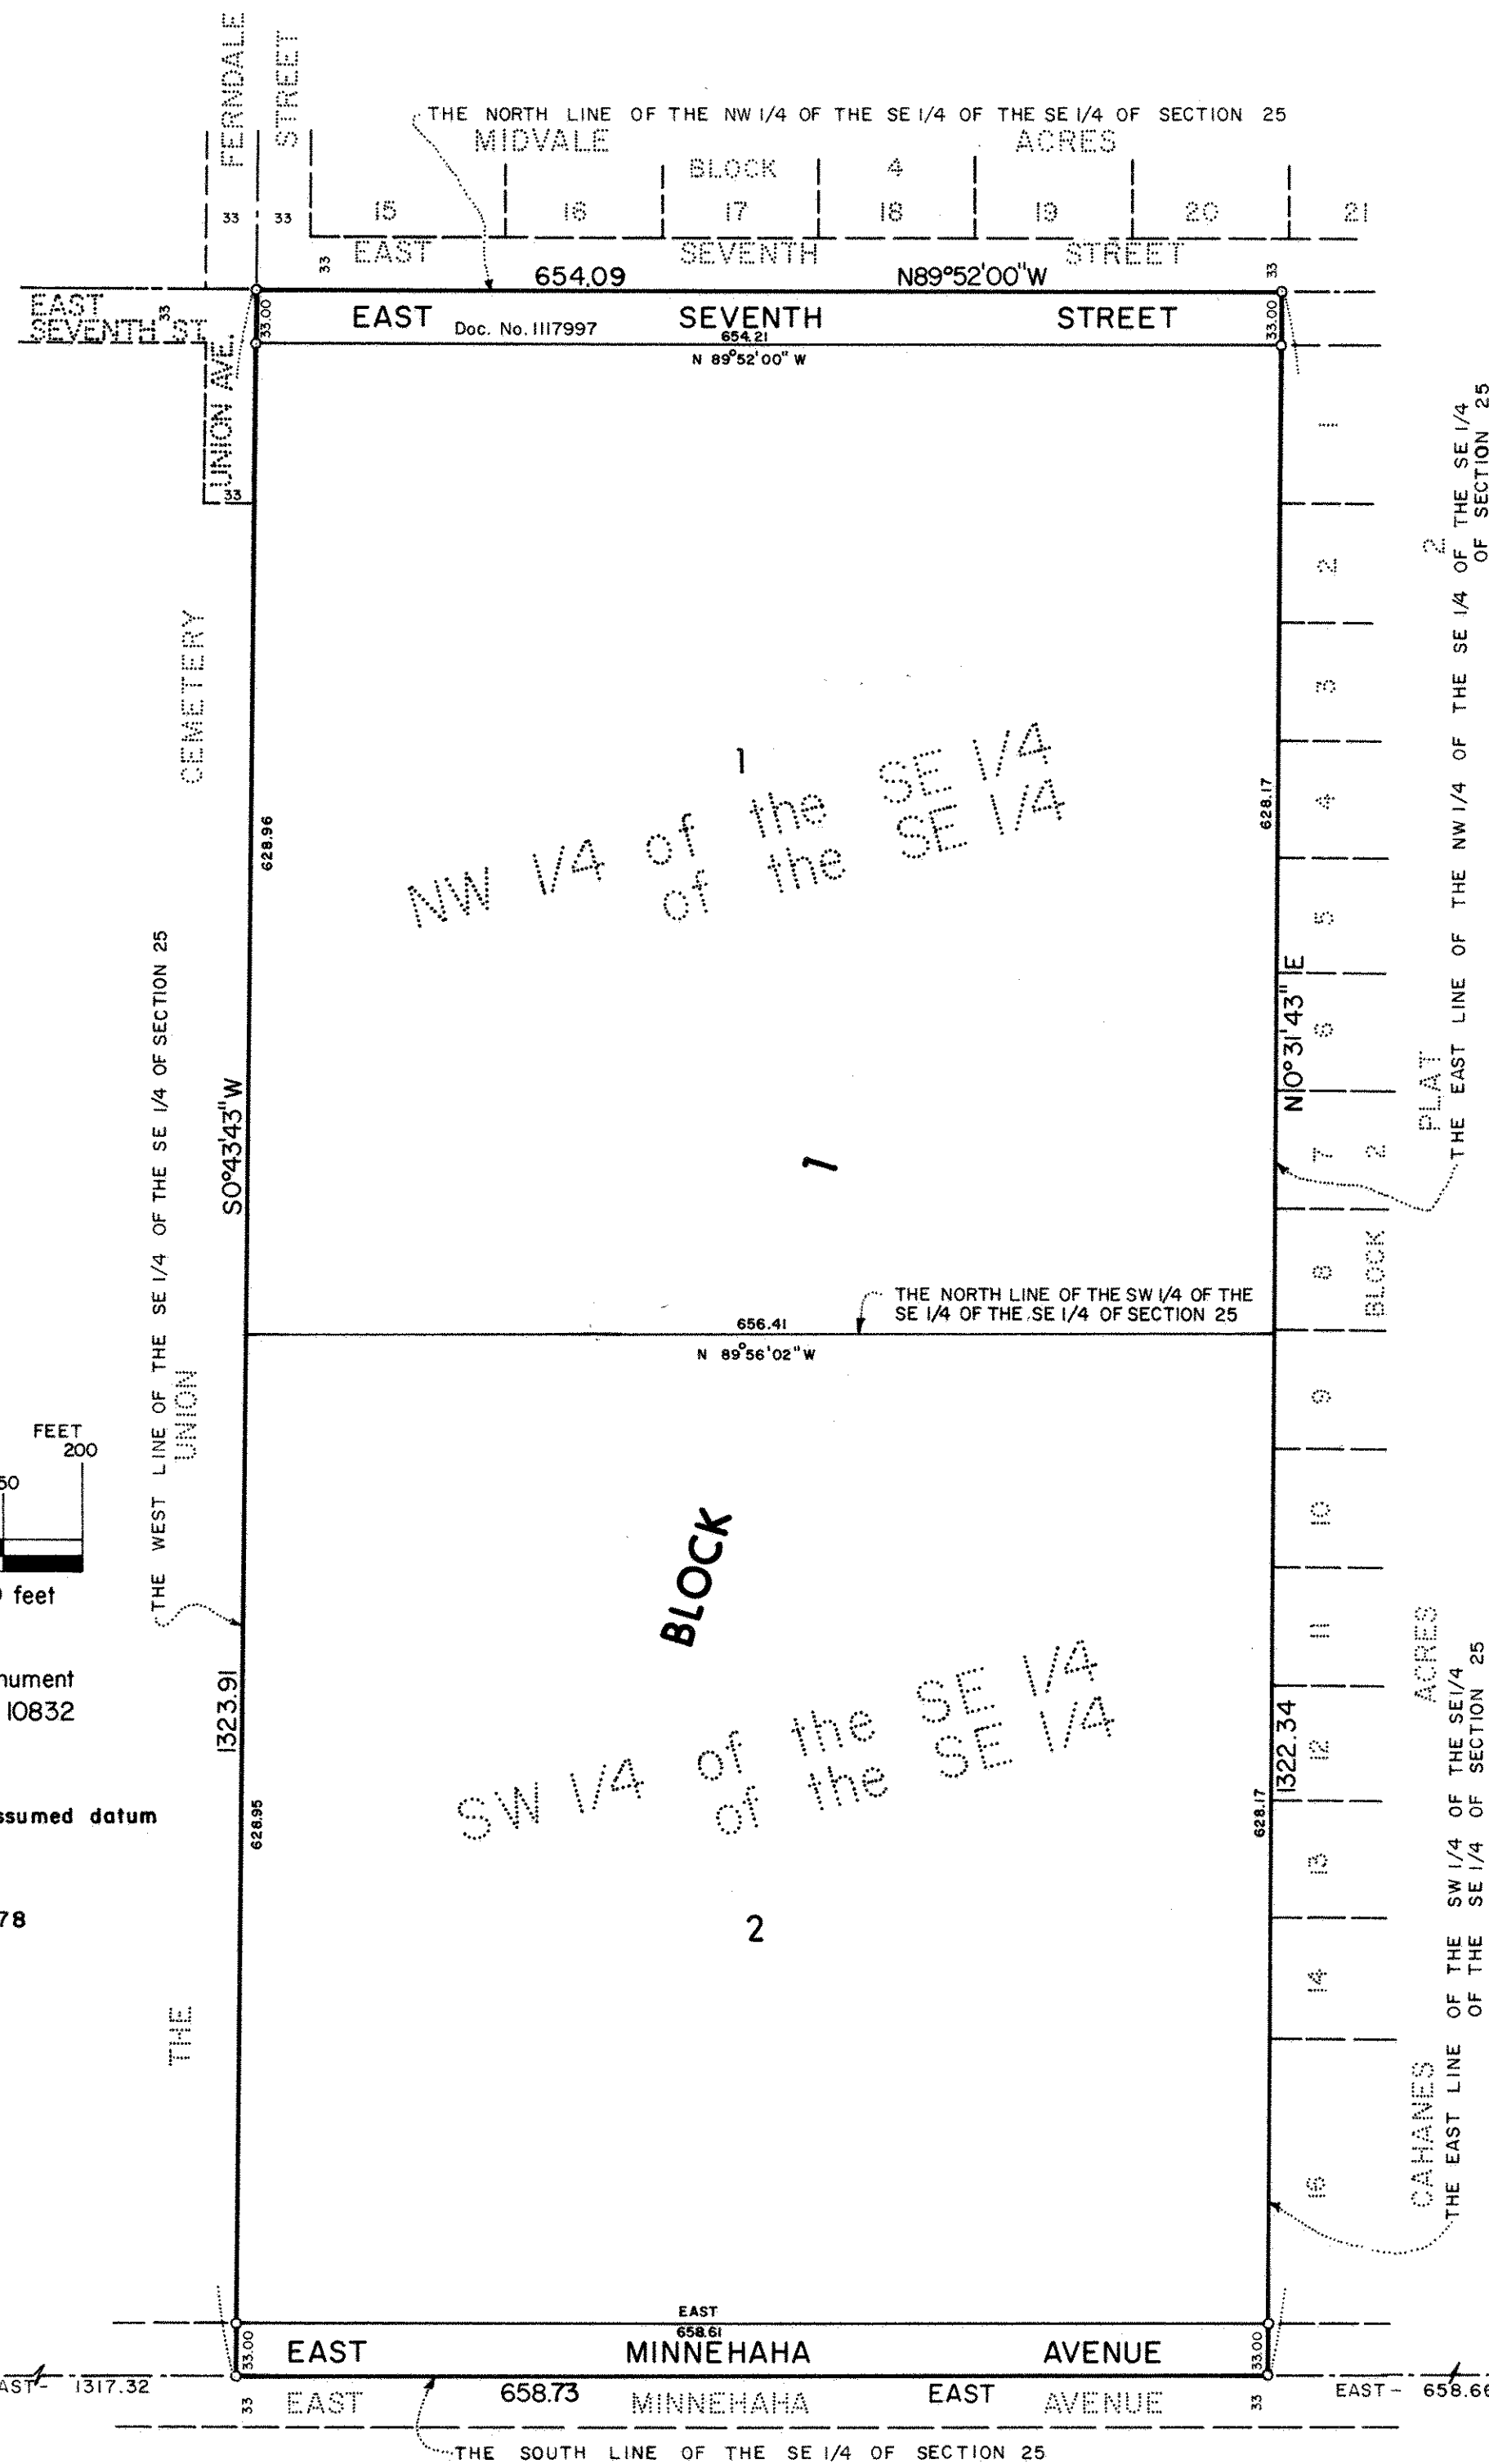 FERNDALE
STREET
THE NORTH LINE OF THE NW 1/4 OF THE SE 1/4 OF THE SE 1/4 OF SECTION 25
MIDVALE ACRES
BLOCK 4
33 33 15 16 17 18 19 20 21
33 EAST SEVENTH STREET 33
654.09 N89°52'00"W
EAST
SEVENTH ST.
33
33.00
EAST SEVENTH STREET
Doc. No. 1117997
33.00
654.21
N 89°52'00" W
UNION AVE.
33
CEMETERY
UNION
THE
THE WEST LINE OF THE SE 1/4 OF THE SE 1/4 OF SECTION 25
628.96
S0°43'43"W
1323.91
628.95
1
NW 1/4 of the SE 1/4
of the SE 1/4
1
BLOCK
THE NORTH LINE OF THE SW 1/4 OF THE
SE 1/4 OF THE SE 1/4 OF SECTION 25
656.41
N 89°56'02" W
SW 1/4 of the SE 1/4
of the SE 1/4
2
628.17
N0°31'43"E
1322.34
628.17
1
2
3
4
5
6
7
8
9
10
11
12
13
14
16
BLOCK 2
CAHANES ACRES PLAT 2
THE EAST LINE OF THE NW 1/4 OF THE SE 1/4 OF THE SE 1/4
OF SECTION 25
THE EAST LINE OF THE SW 1/4 OF THE SE1/4
OF THE SE 1/4 OF SECTION 25
FEET
200
50
feet
nument
10832
ssumed datum
78
EAST
658.61
33.00
EAST MINNEHAHA AVENUE
33.00
AST- 1317.32
658.73 EAST
EAST- 658.66
33 EAST MINNEHAHA AVENUE 33
THE SOUTH LINE OF THE SE 1/4 OF SECTION 25